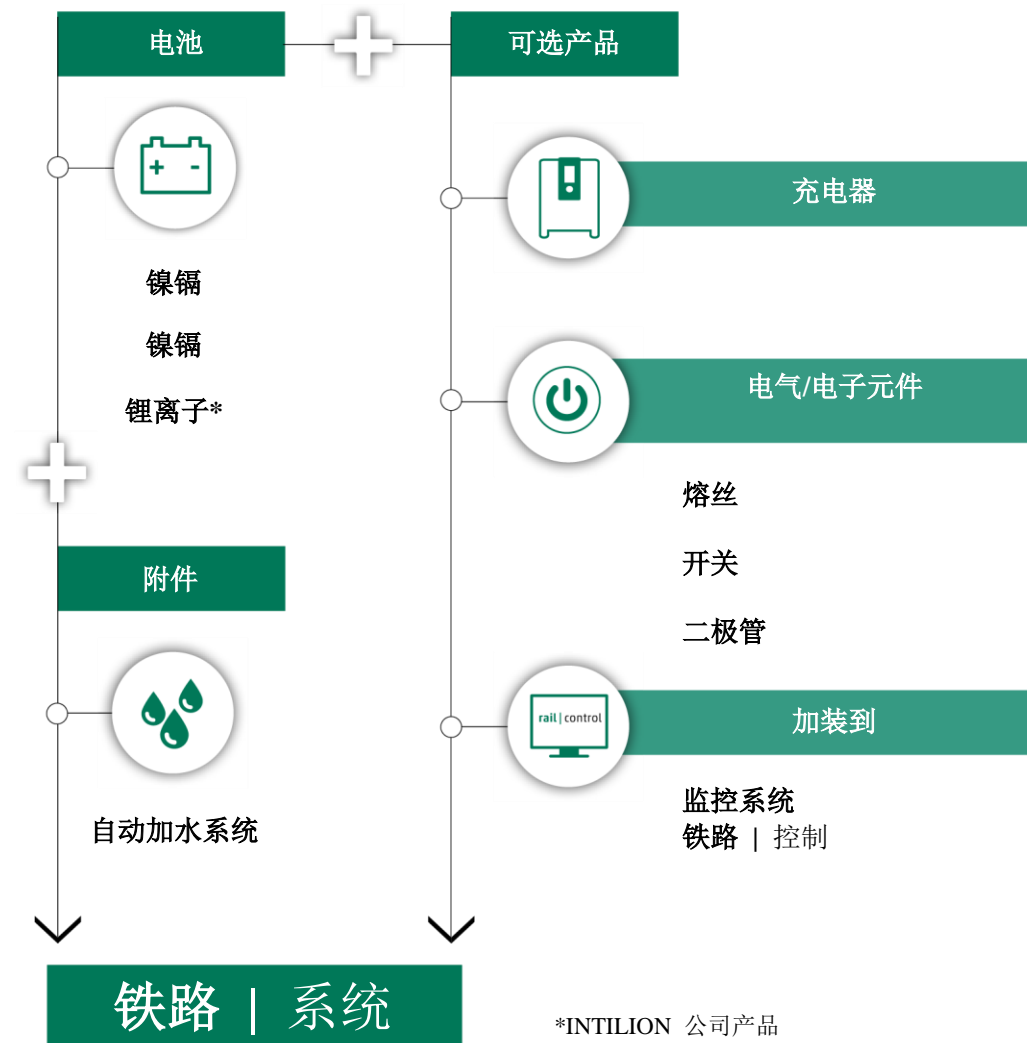 电池
可选产品
+ -
镍镉
镍镉
锂离子*
附件
自动加水系统
充电器
电气/电子元件
熔丝
开关
二极管
rail | control
加装到
监控系统
铁路 | 控制
铁路 | 系统
*INTILION 公司产品